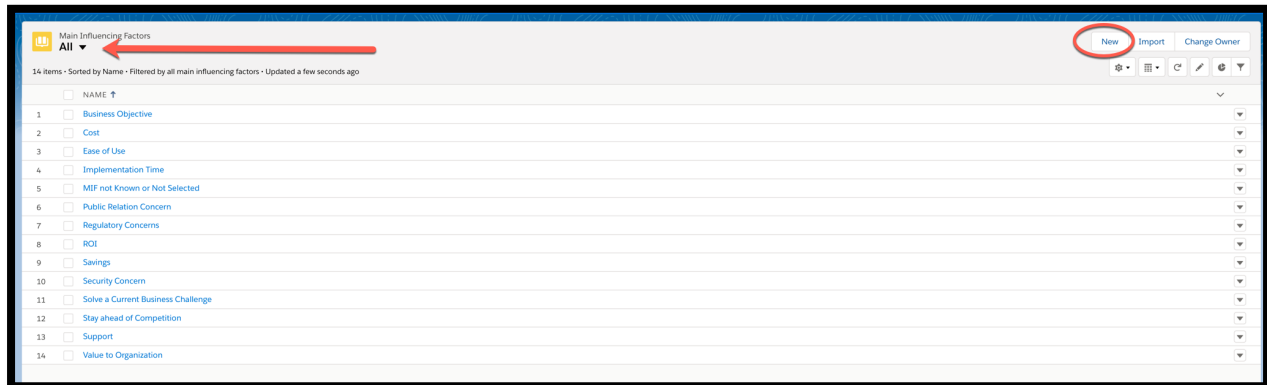 Main Influencing Factors
All
New Import Change Owner
14 items • Sorted by Name • Filtered by all main influencing factors • Updated a few seconds ago
NAME
1 Business Objective
2 Cost
3 Ease of Use
4 Implementation Time
5 MIF not Known or Not Selected
6 Public Relation Concern
7 Regulatory Concerns
8 ROI
9 Savings
10 Security Concern
11 Solve a Current Business Challenge
12 Stay ahead of Competition
13 Support
14 Value to Organization